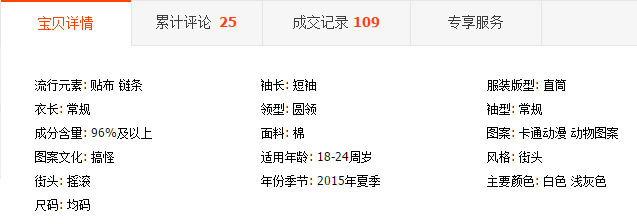 宝贝详情 累计评论 25 成交记录 109 专享服务
流行元素: 贴布 链条 袖长: 短袖 服装版型: 直筒
衣长: 常规 领型: 圆领 袖型: 常规
成分含量: 96%及以上 面料: 棉 图案: 卡通动漫 动物图案
图案文化: 搞怪 适用年龄: 18-24周岁 风格: 街头
街头: 摇滚 年份季节: 2015年夏季 主要颜色: 白色 浅灰色
尺码: 均码